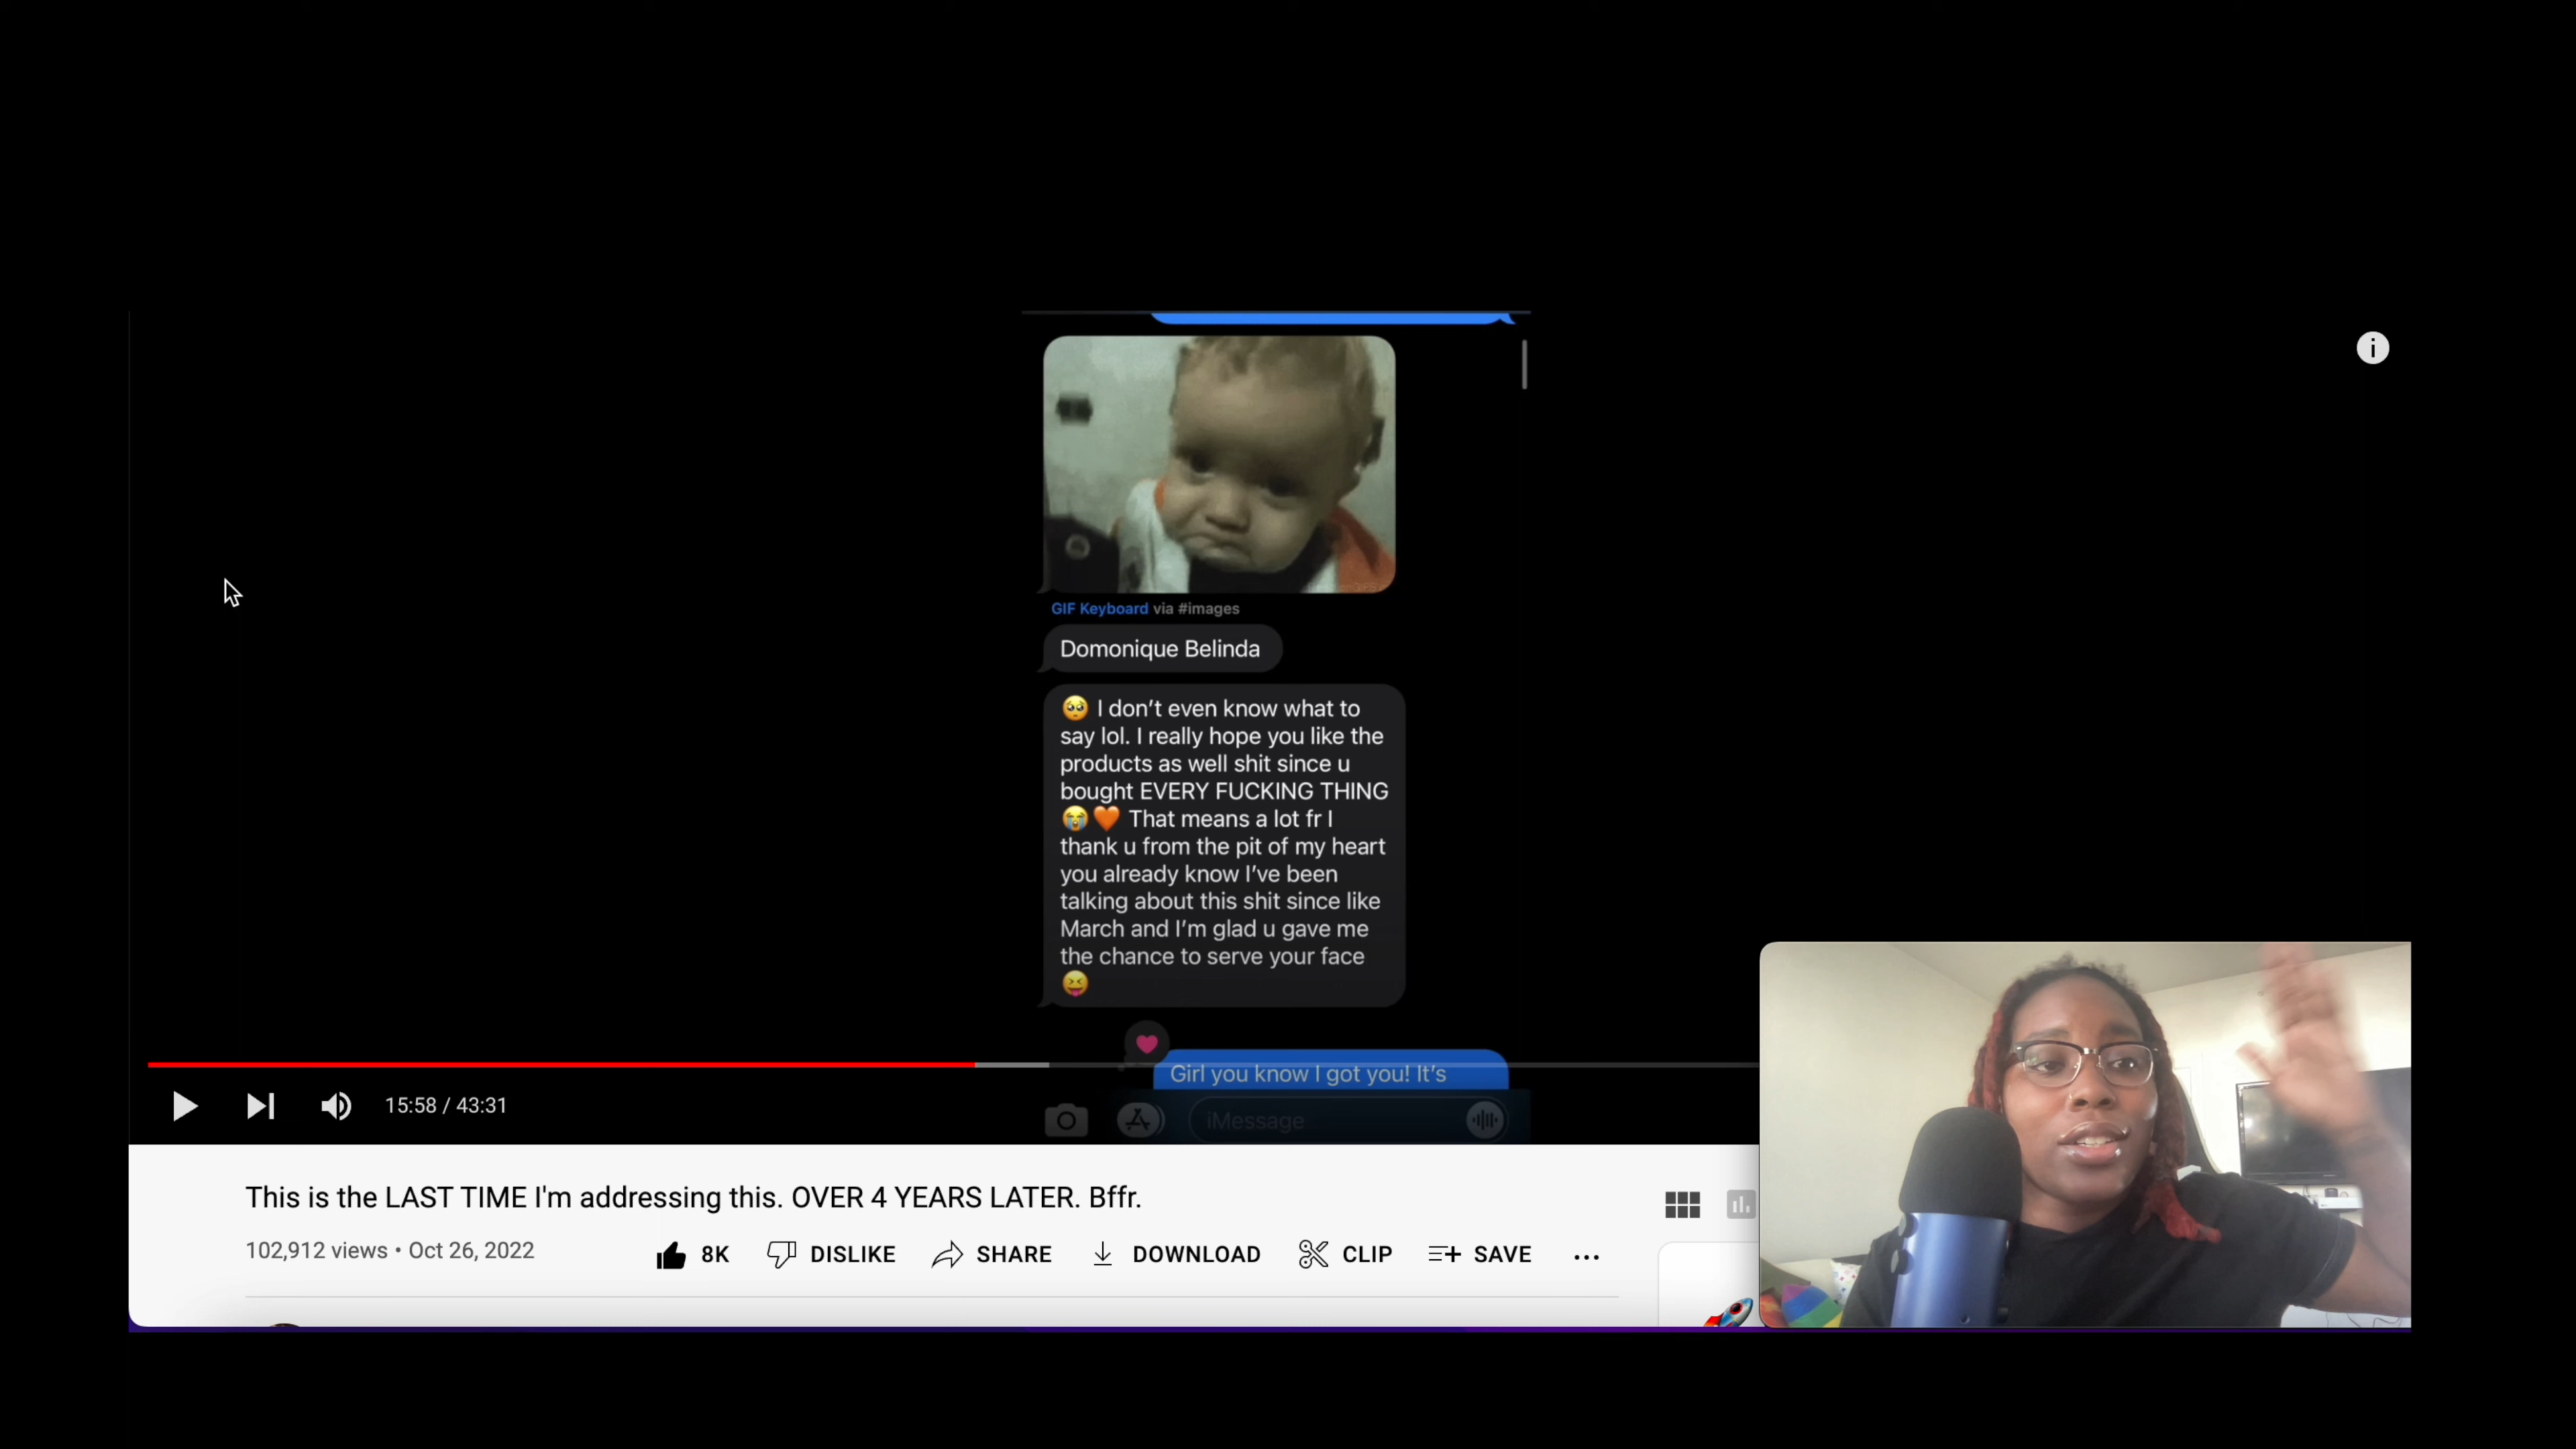 GIF Keyboard via #images
Domonique Belinda
🥺 I don't even know what to
say lol. I really hope you like the
products as well shit since u
bought EVERY FUCKING THING
😭🧡 That means a lot fr I
thank u from the pit of my heart
you already know I've been
talking about this shit since like
March and I'm glad u gave me
the chance to serve your face
😝
Girl you know I got you! It's
iMessage
15:58 / 43:31
This is the LAST TIME I'm addressing this. OVER 4 YEARS LATER. Bffr.
102,912 views • Oct 26, 2022
8K DISLIKE SHARE DOWNLOAD CLIP SAVE